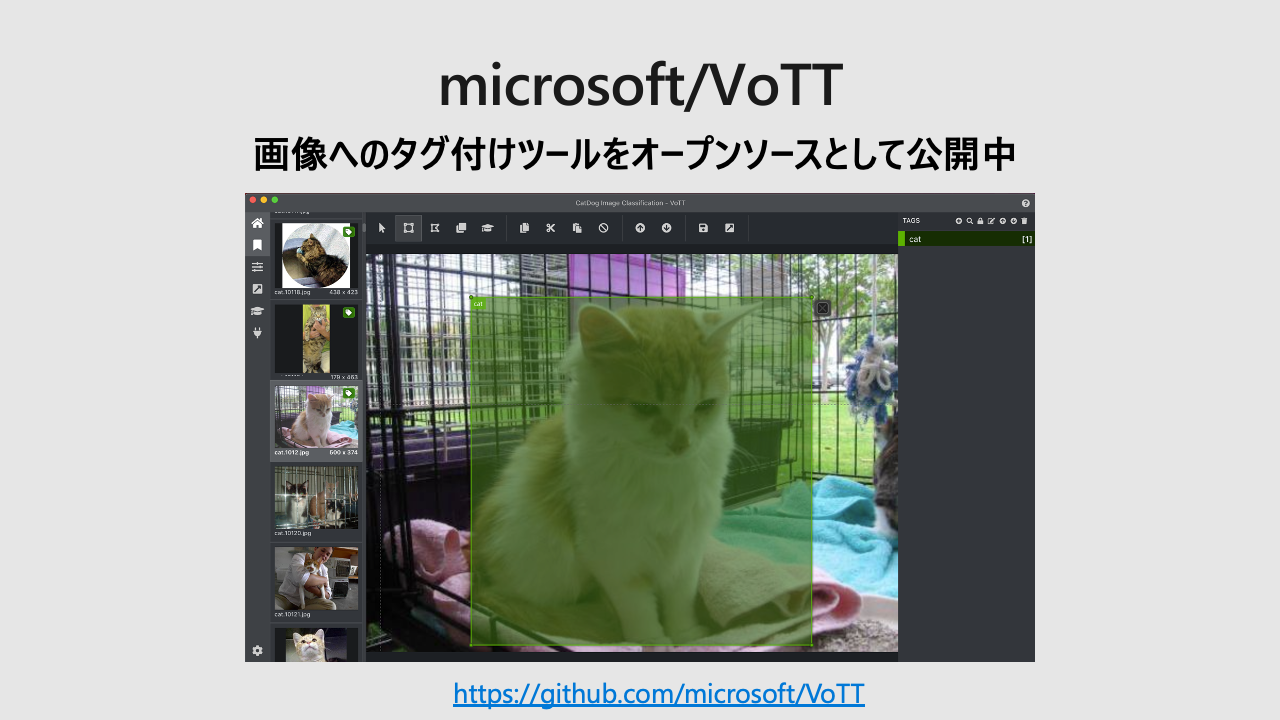 microsoft/VoTT
画像へのタグ付けツールをオープンソースとして公開中
CatDog Image Classification - VoTT
TAGS
cat [1]
cat
cat.10118.jpg 438 x 423
179 x 463
cat.1012.jpg 500 x 374
cat.10120.jpg
cat.10121.jpg
https://github.com/microsoft/VoTT